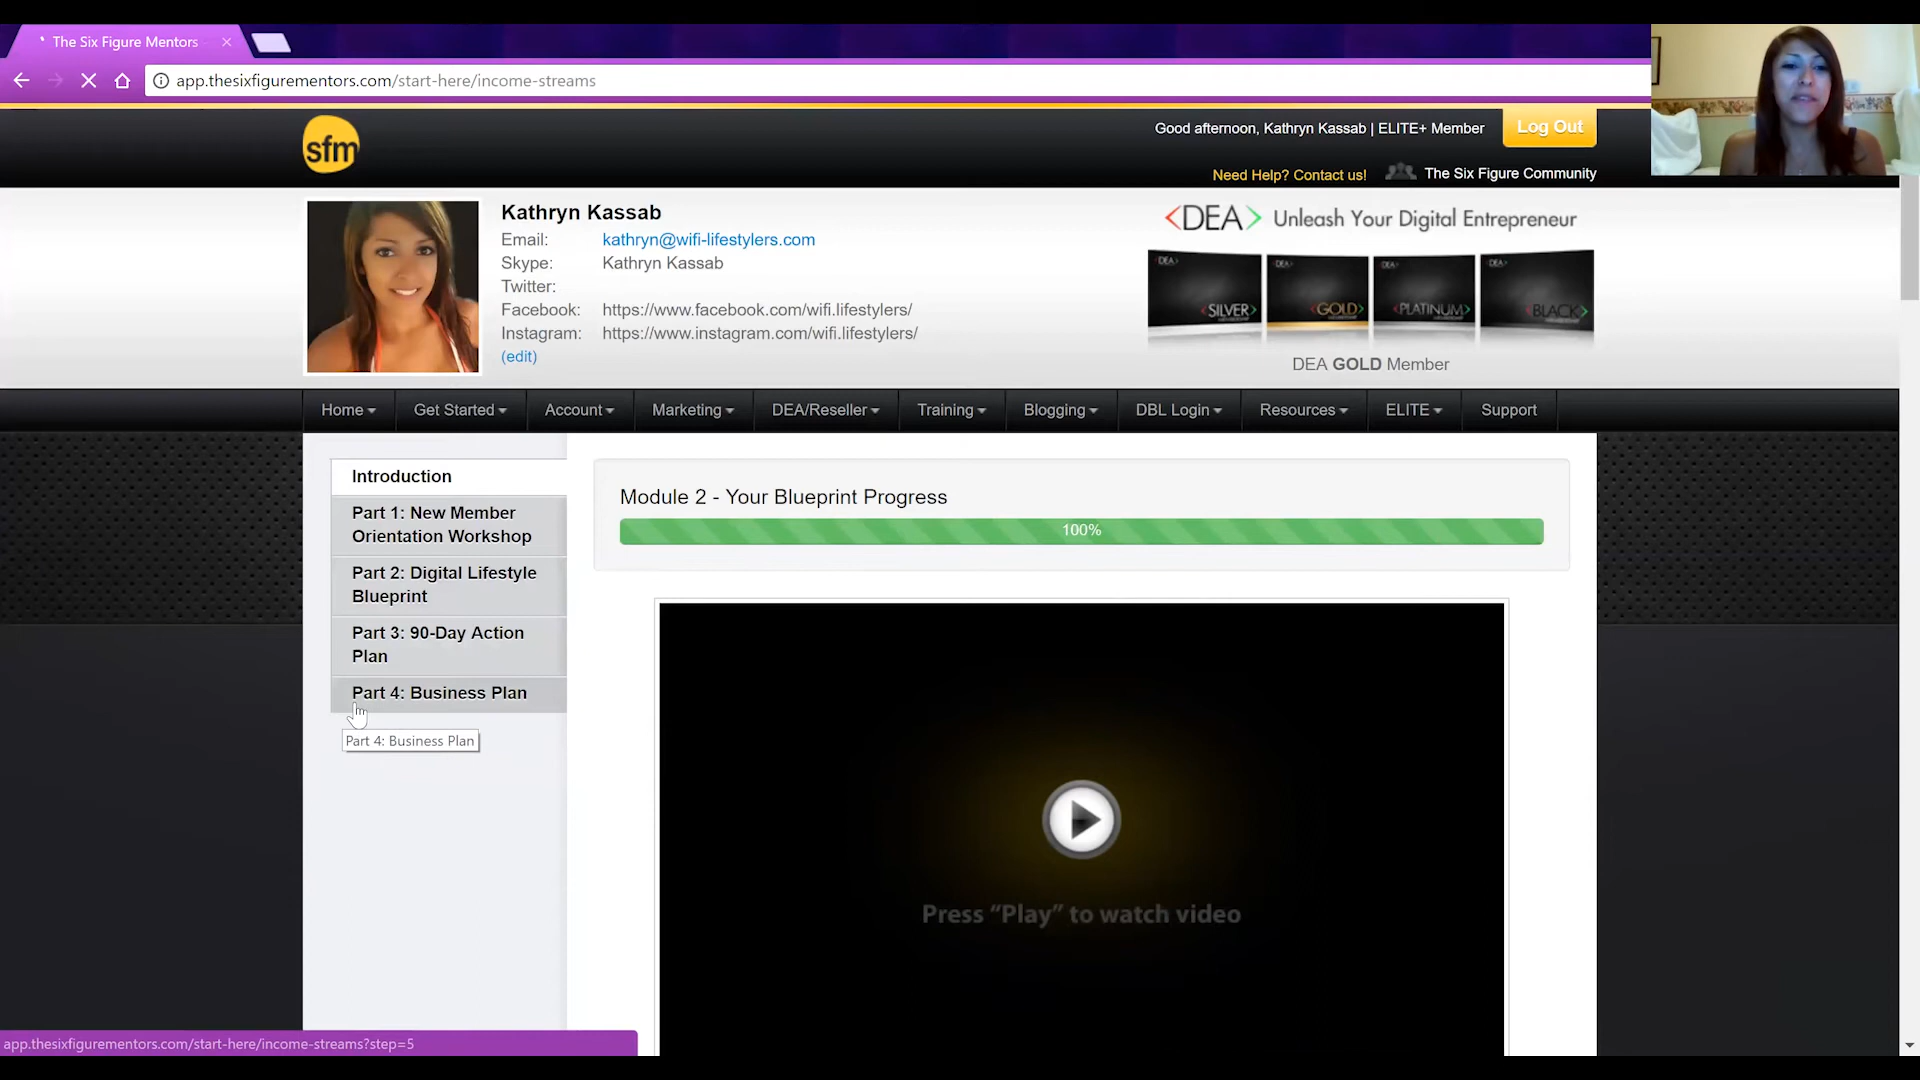 The Six Figure Mentors
app.thesixfigurementors.com/start-here/income-streams
sfm
Good afternoon, Kathryn Kassab | ELITE+ Member
Log Out
Need Help? Contact us!
The Six Figure Community
Kathryn Kassab
Email: kathryn@wifi-lifestylers.com
Skype: Kathryn Kassab
Twitter:
Facebook: https://www.facebook.com/wifi.lifestylers/
Instagram: https://www.instagram.com/wifi.lifestylers/
(edit)
<DEA> Unleash Your Digital Entrepreneur
<DEA> <DEA> <DEA> <DEA>
<SILVER> <GOLD> <PLATINUM> <BLACK>
DEA GOLD Member
Home Get Started Account Marketing DEA/Reseller Training Blogging DBL Login Resources ELITE Support
Introduction
Part 1: New Member
Orientation Workshop
Part 2: Digital Lifestyle
Blueprint
Part 3: 90-Day Action
Plan
Part 4: Business Plan
Part 4: Business Plan
Module 2 - Your Blueprint Progress
100%
Press “Play” to watch video
app.thesixfigurementors.com/start-here/income-streams?step=5